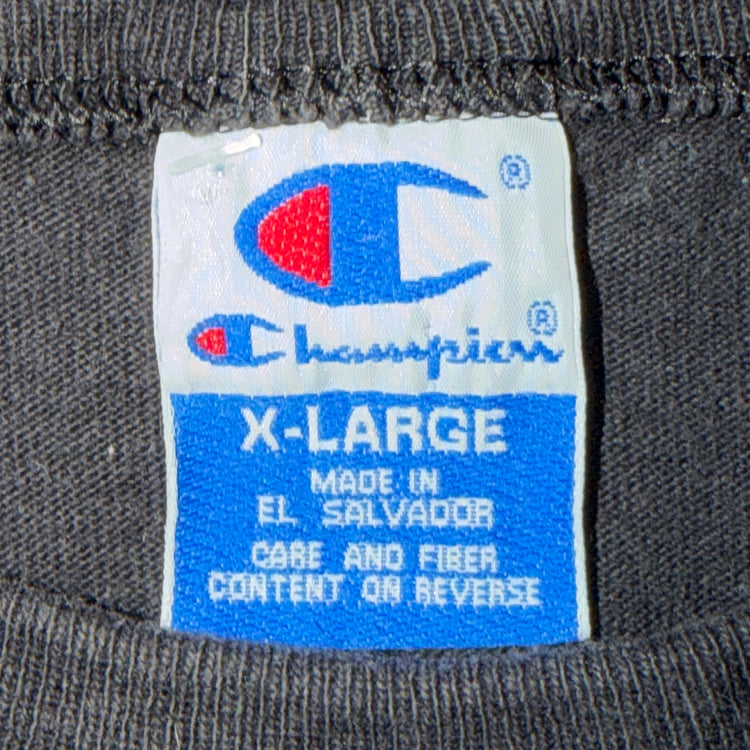 ®
Champion®
X-LARGE
MADE IN
EL SALVADOR
CARE AND FIBER
CONTENT ON REVERSE